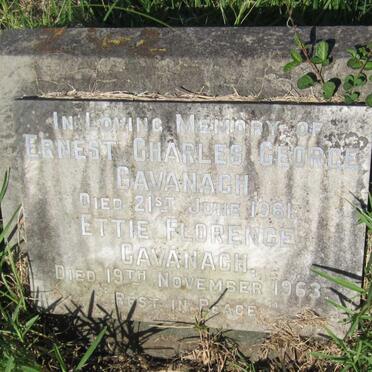 In Loving Memory of
Ernest Charles George
Cavanagh
Died 21st June 1961.
Ettie Florence
Cavanagh.
Died 19th November 1963.
Rest in Peace